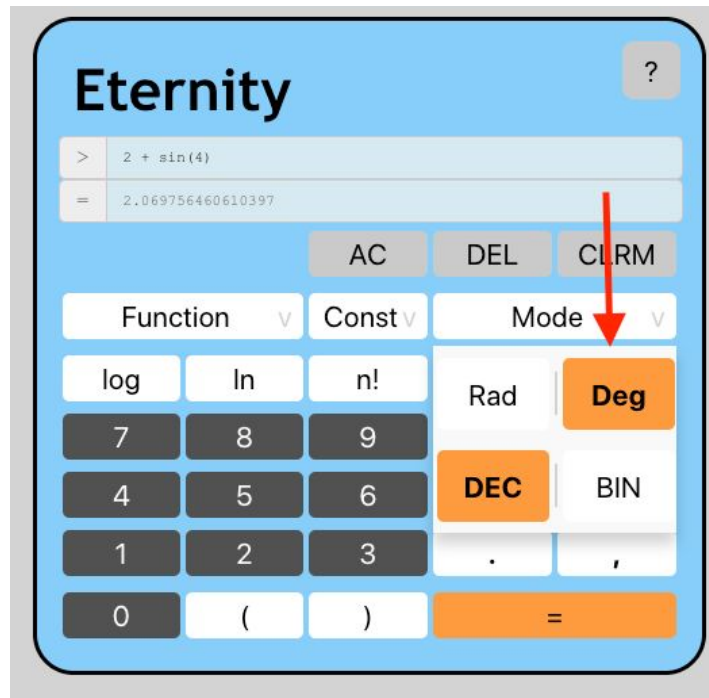 Eternity
?
> 2 + sin(4)
= 2.069756460610397
AC DEL CLRM
Function v Const v Mode v
log ln n!
Rad Deg
7 8 9
4 5 6
DEC BIN
1 2 3 . ,
0 ( ) =